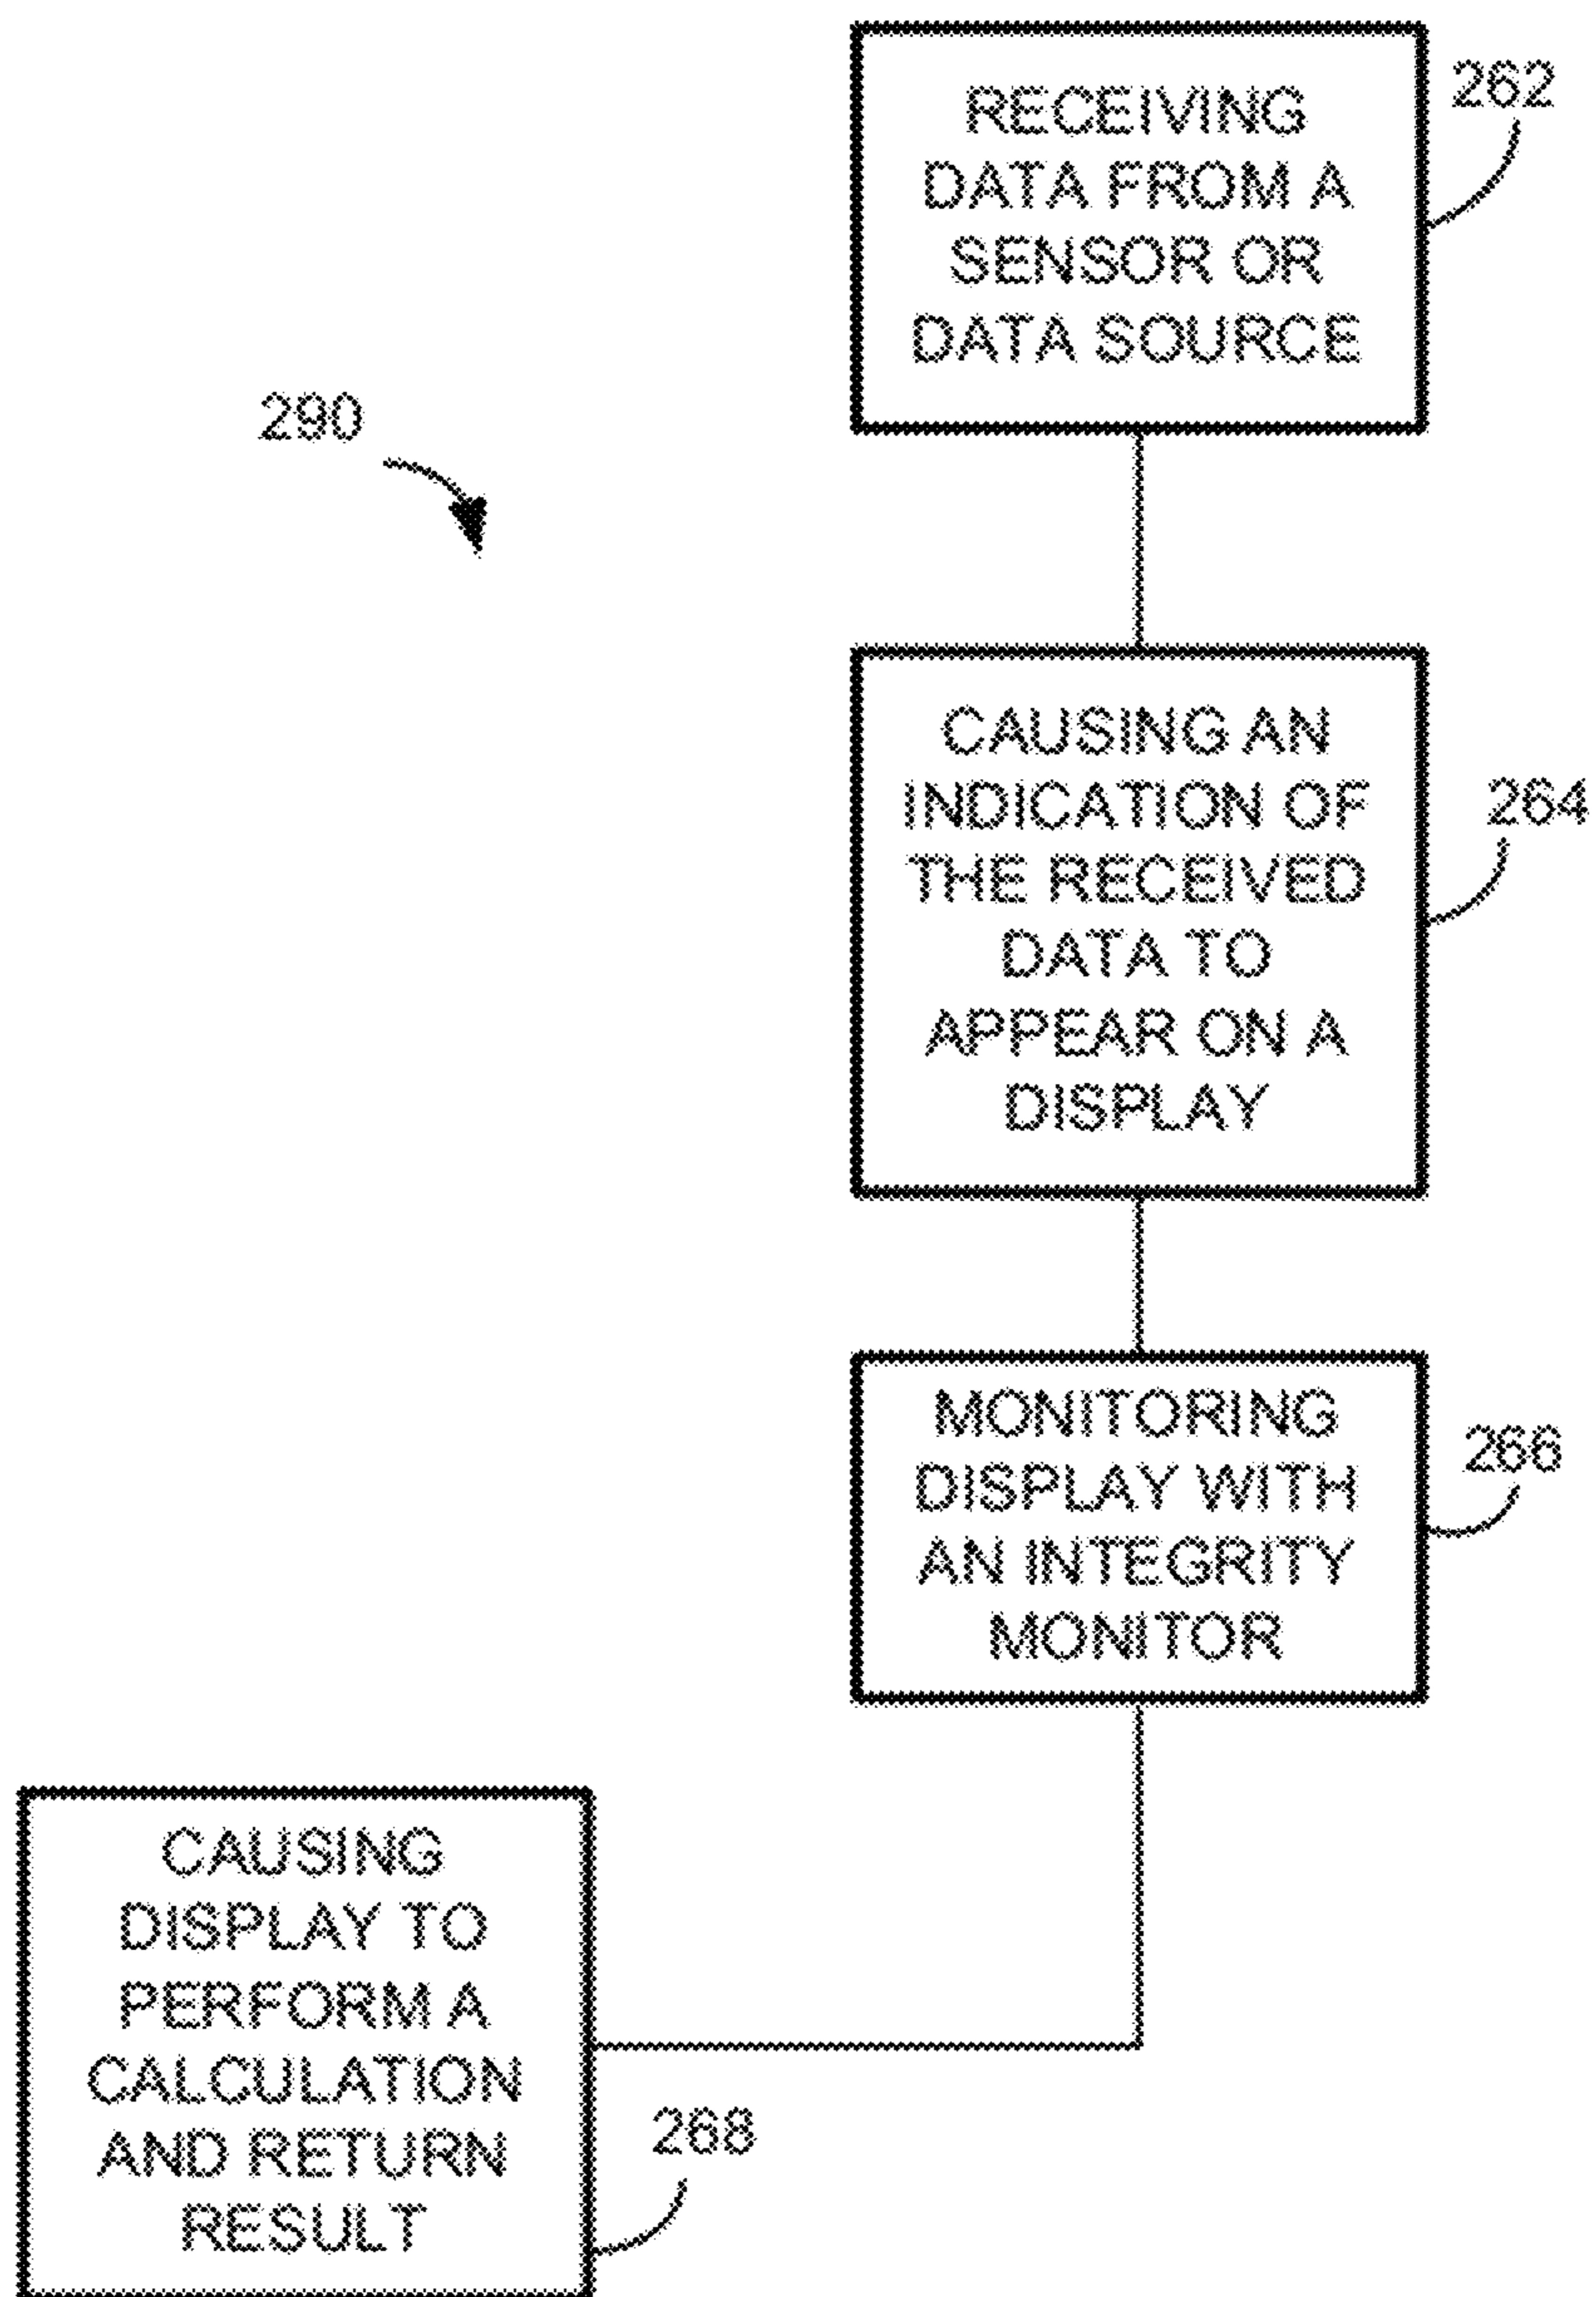 RECEIVING
DATA FROM A
SENSOR OR
DATA SOURCE
262
290
CAUSING AN
INDICATION OF
THE RECEIVED
DATA TO
APPEAR ON A
DISPLAY
264
MONITORING
DISPLAY WITH
AN INTEGRITY
MONITOR
266
CAUSING
DISPLAY TO
PERFORM A
CALCULATION
AND RETURN
RESULT
268